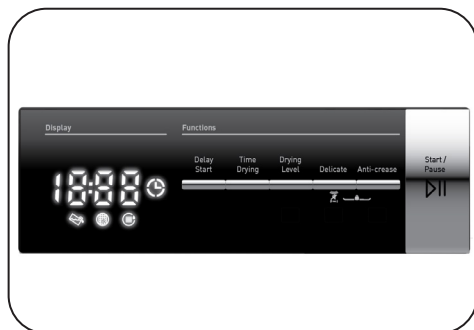 Display
Functions
Delay Start
Time Drying
Drying Level
Delicate
Anti-crease
Start / Pause
18:88